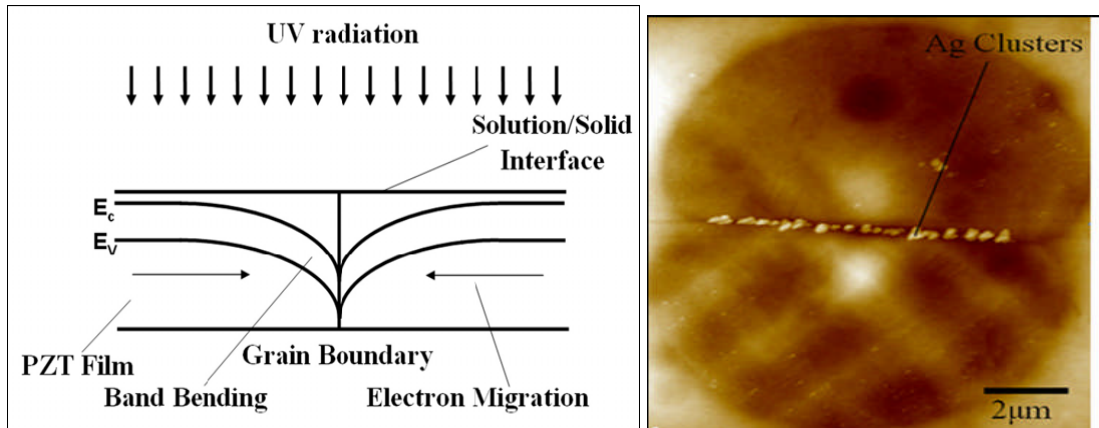 UV radiation
Solution/Solid
Interface
Ec
EV
PZT Film
Grain Boundary
Band Bending
Electron Migration
Ag Clusters
2μm